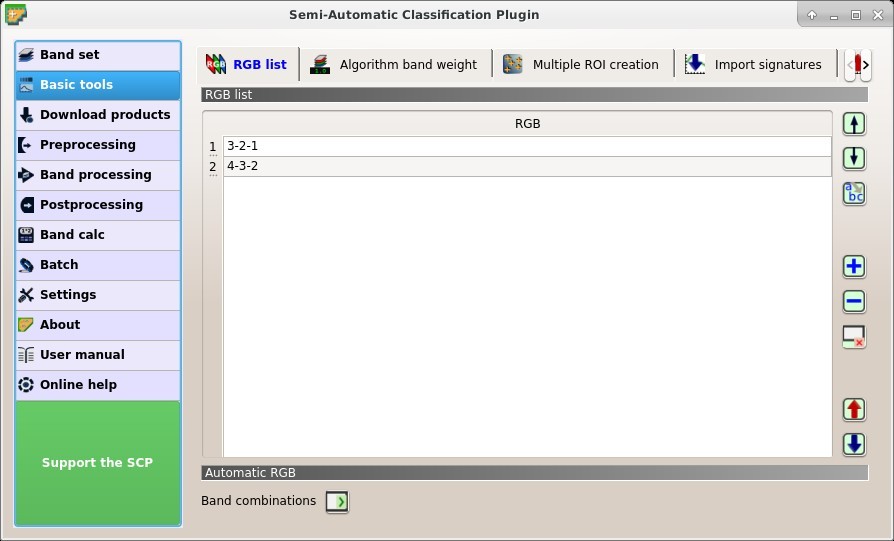 Semi-Automatic Classification Plugin
Band set
Basic tools
Download products
Preprocessing
Band processing
Postprocessing
Band calc
Batch
Settings
About
User manual
Online help
Support the SCP
RGB list
Algorithm band weight
Multiple ROI creation
Import signatures
RGB list
RGB
1 3-2-1
2 4-3-2
Automatic RGB
Band combinations